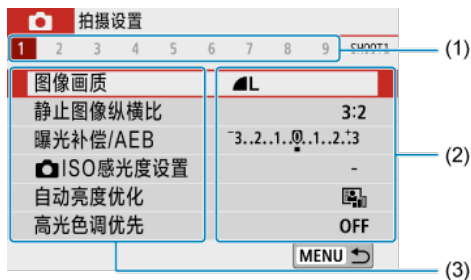 拍摄设置
1 2 3 4 5 6 7 8 9 SHOOT1 (1)
图像画质 L
静止图像纵横比 3:2
曝光补偿/AEB -3..2..1..0..1..2..+3
(2)
ISO感光度设置 -
自动亮度优化
高光色调优先 OFF
MENU
(3)